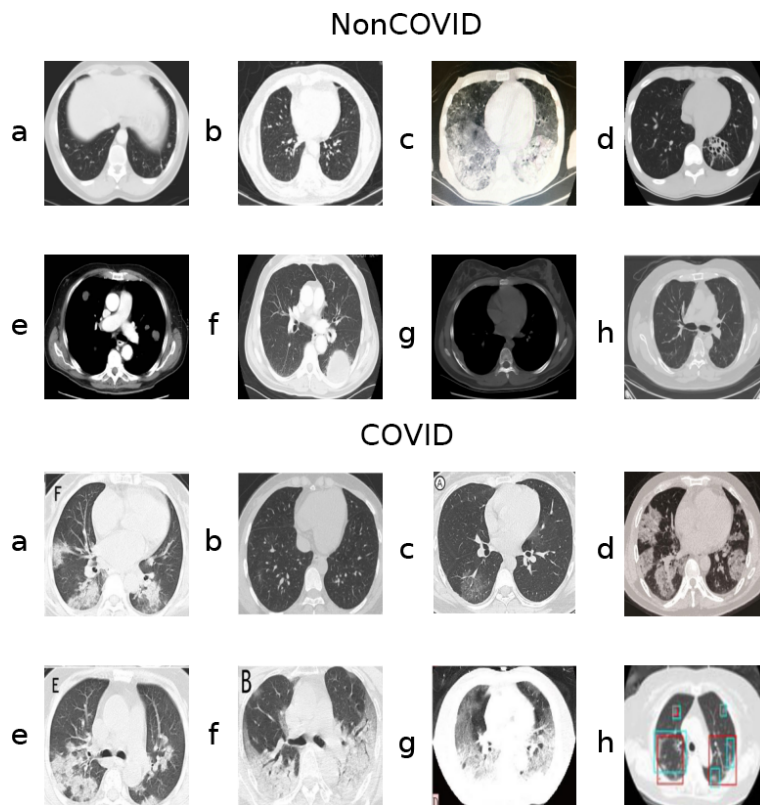 NonCOVID
a b c d
e f g h
COVID
F A
a b c d
E B
e f g h